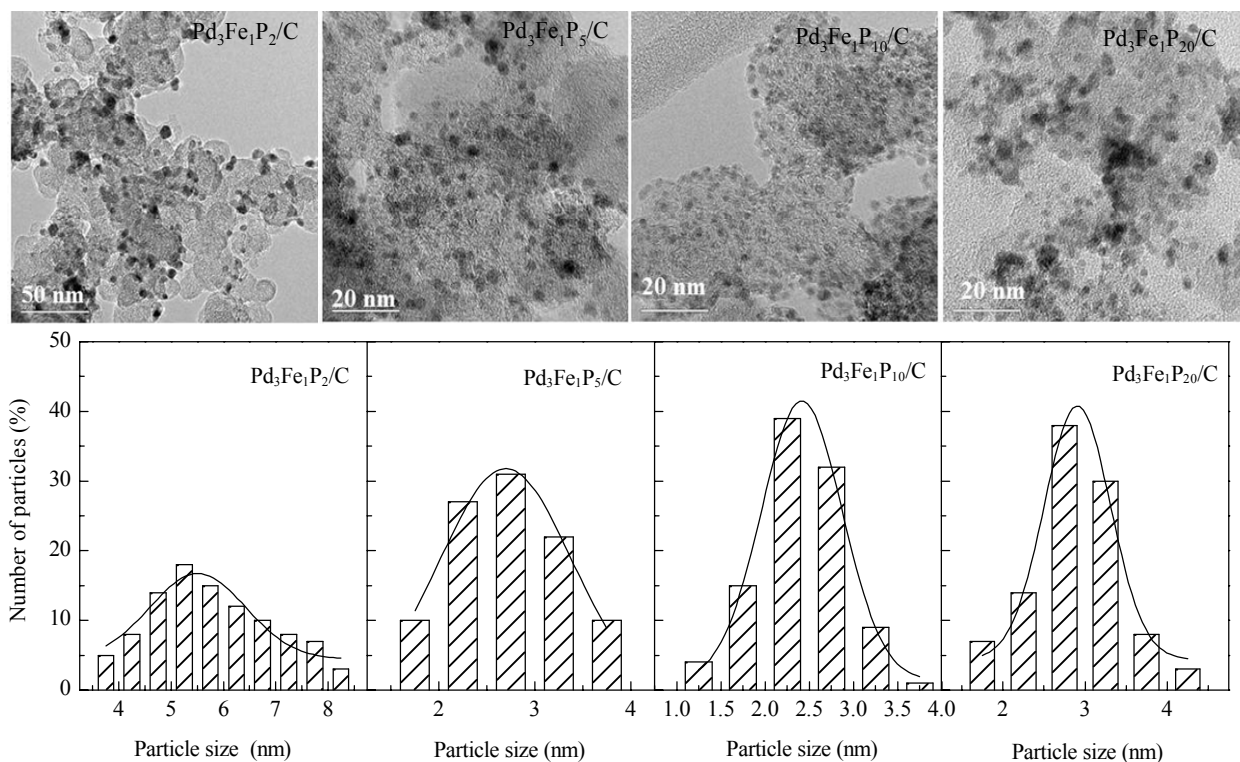 Pd₃Fe₁P₂/C
Pd₃Fe₁P₅/C
Pd₃Fe₁P₁₀/C
Pd₃Fe₁P₂₀/C
50 nm
20 nm
20 nm
20 nm
Number of particles (%)
50
40
30
20
10
0
Pd₃Fe₁P₂/C
Pd₃Fe₁P₅/C
Pd₃Fe₁P₁₀/C
Pd₃Fe₁P₂₀/C
4 5 6 7 8
2 3 4
1.0 1.5 2.0 2.5 3.0 3.5 4.0
2 3 4
Particle size (nm)
Particle size (nm)
Particle size (nm)
Particle size (nm)